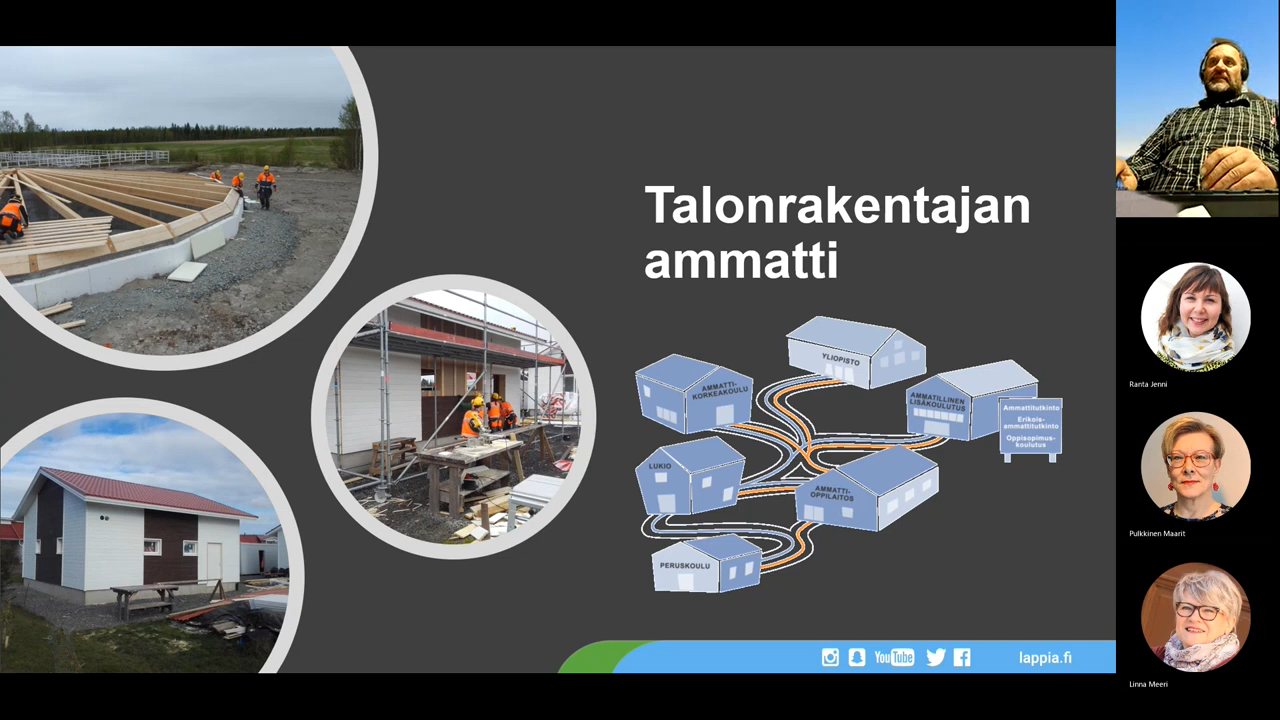 Talonrakentajan
ammatti
YLIOPISTO
AMMATTI-
KORKEAKOULU
AMMATILLINEN
LISÄKOULUTUS
Ammattitutkinto
Erikois-
ammattitutkinto
Oppisopimus-
koulutus
LUKIO
AMMATTI-
OPPILAITOS
PERUSKOULU
YouTube
lappia.fi
Ranta Jenni
Pulkkinen Maarit
Linna Meeri